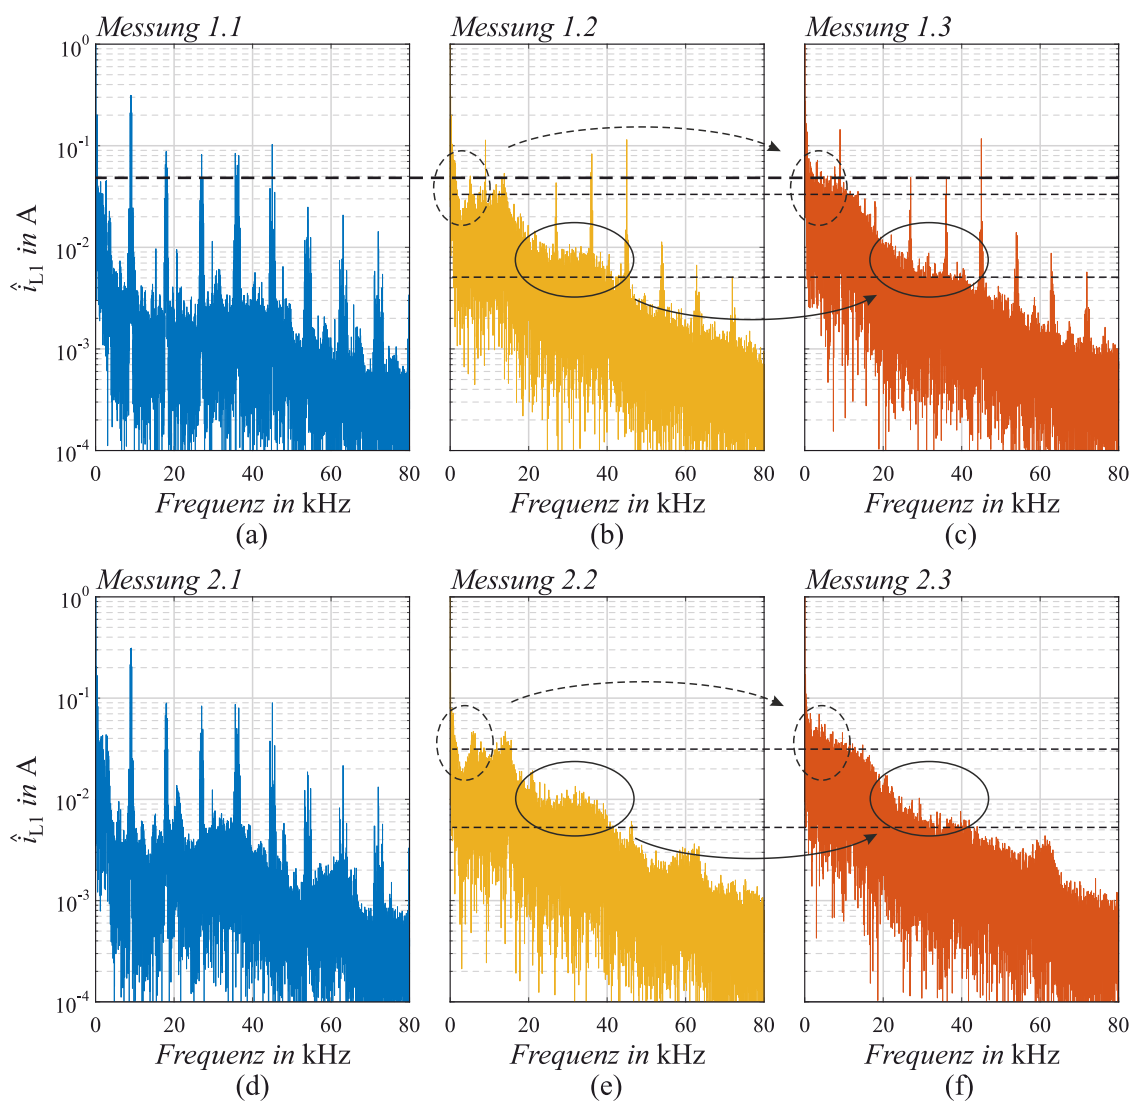 Messung 1.1 Messung 1.2 Messung 1.3
10⁰
10⁻¹
10⁻²
10⁻³
10⁻⁴
î_L1 in A
0 20 40 60 80 0 20 40 60 80 0 20 40 60 80
Frequenz in kHz Frequenz in kHz Frequenz in kHz
(a) (b) (c)
Messung 2.1 Messung 2.2 Messung 2.3
10⁰
10⁻¹
10⁻²
10⁻³
10⁻⁴
î_L1 in A
0 20 40 60 80 0 20 40 60 80 0 20 40 60 80
Frequenz in kHz Frequenz in kHz Frequenz in kHz
(d) (e) (f)